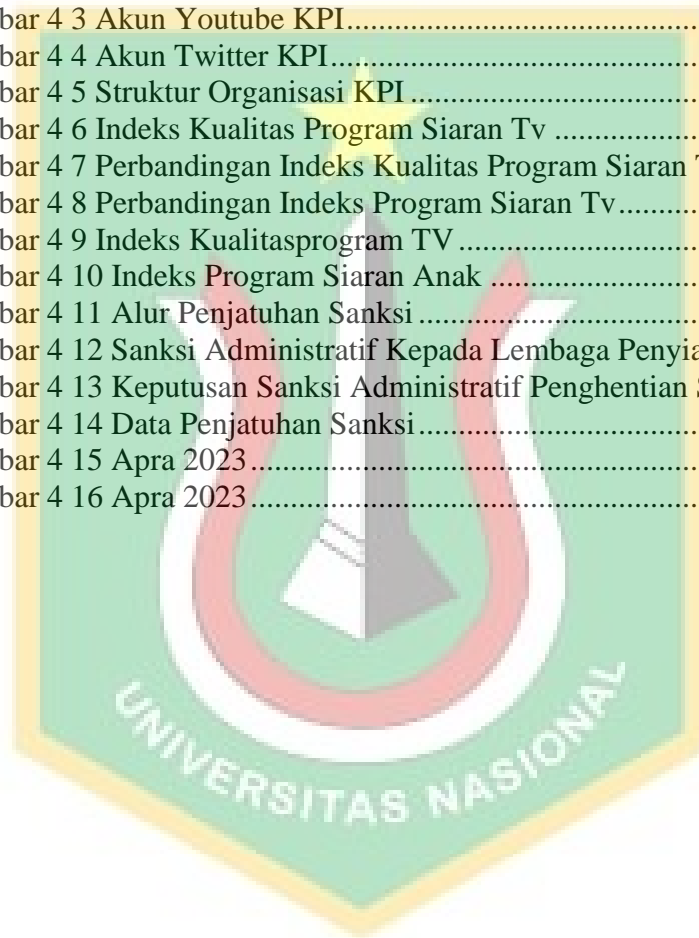 bar 4 3 Akun Youtube KPI....................................................
bar 4 4 Akun Twitter KPI......................................................
bar 4 5 Struktur Organisasi KPI ............................................
bar 4 6 Indeks Kualitas Program Siaran Tv ...........................
bar 4 7 Perbandingan Indeks Kualitas Program Siaran T
bar 4 8 Perbandingan Indeks Program Siaran Tv...................
bar 4 9 Indeks Kualitasprogram TV.......................................
bar 4 10 Indeks Program Siaran Anak ...................................
bar 4 11 Alur Penjatuhan Sanksi............................................
bar 4 12 Sanksi Administratif Kepada Lembaga Penyia
bar 4 13 Keputusan Sanksi Administratif Penghentian S
bar 4 14 Data Penjatuhan Sanksi............................................
bar 4 15 Apra 2023................................................................
bar 4 16 Apra 2023................................................................
UNIVERSITAS NASIONAL